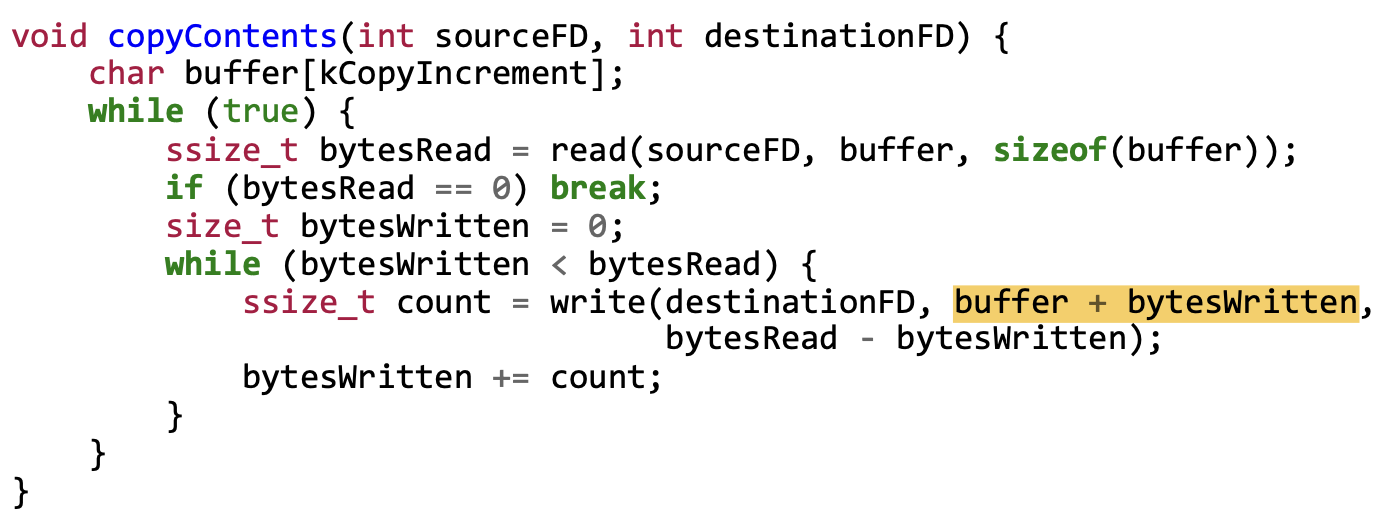 void copyContents(int sourceFD, int destinationFD) {
    char buffer[kCopyIncrement];
    while (true) {
        ssize_t bytesRead = read(sourceFD, buffer, sizeof(buffer));
        if (bytesRead == 0) break;
        size_t bytesWritten = 0;
        while (bytesWritten < bytesRead) {
            ssize_t count = write(destinationFD, buffer + bytesWritten,
                                  bytesRead - bytesWritten);
            bytesWritten += count;
        }
    }
}